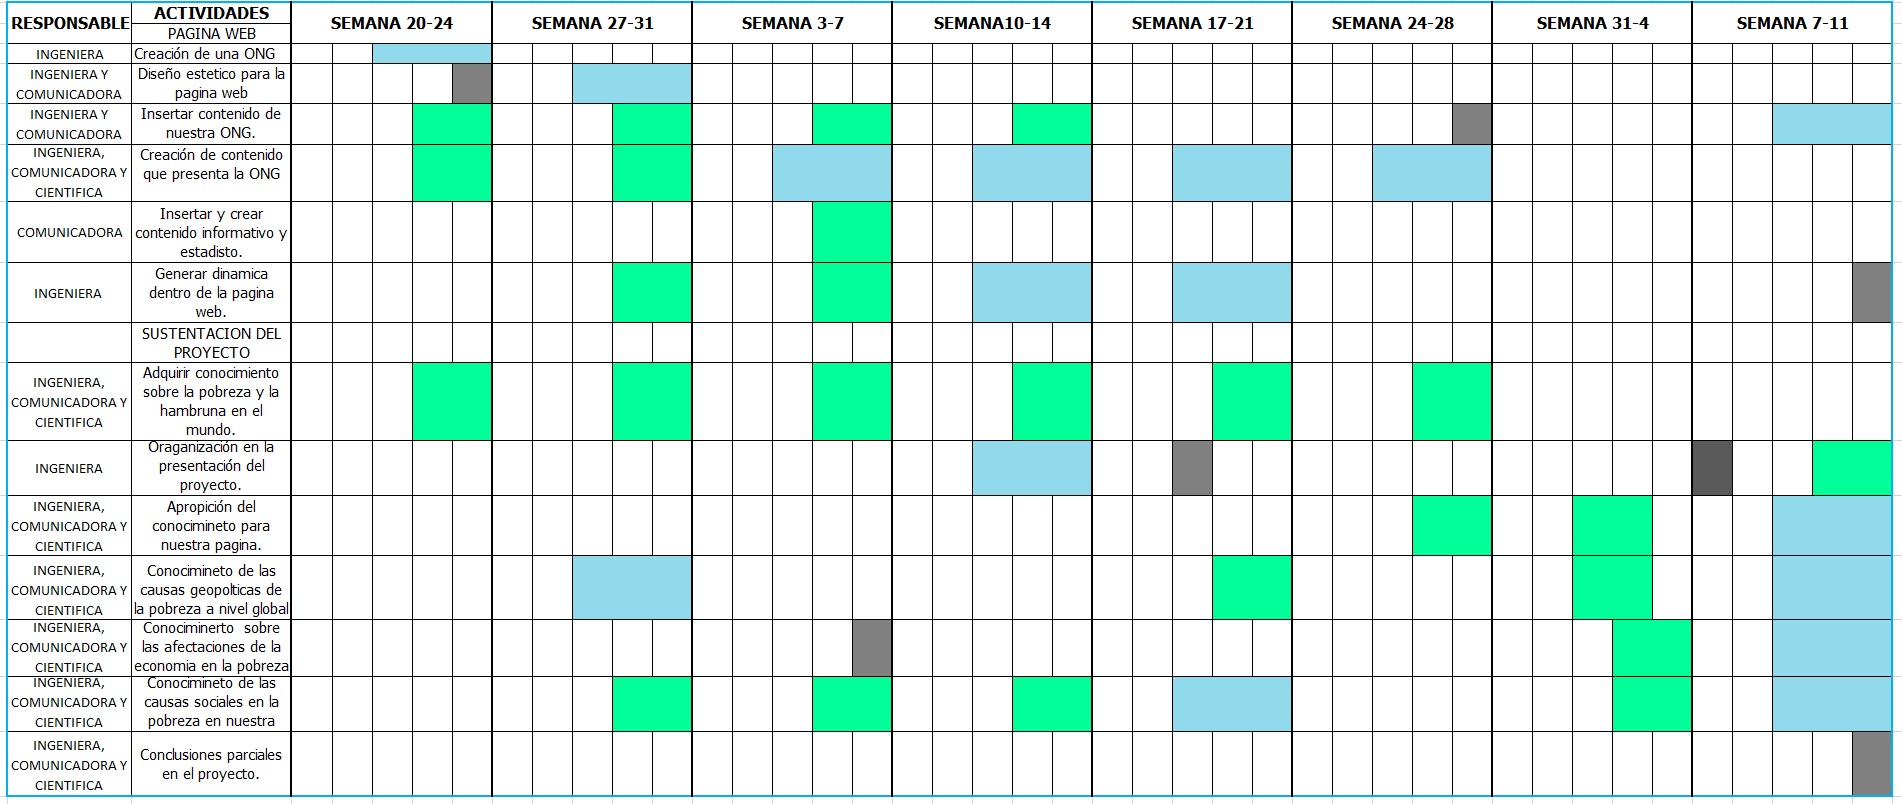 RESPONSABLE
ACTIVIDADES
PAGINA WEB
SEMANA 20-24
SEMANA 27-31
SEMANA 3-7
SEMANA10-14
SEMANA 17-21
SEMANA 24-28
SEMANA 31-4
SEMANA 7-11
INGENIERA
Creación de una ONG
INGENIERA Y
COMUNICADORA
Diseño estetico para la
pagina web
INGENIERA Y
COMUNICADORA
Insertar contenido de
nuestra ONG.
INGENIERA,
COMUNICADORA Y
CIENTIFICA
Creación de contenido
que presenta la ONG
COMUNICADORA
Insertar y crear
contenido informativo y
estadisto.
INGENIERA
Generar dinamica
dentro de la pagina
web.
SUSTENTACION DEL
PROYECTO
INGENIERA,
COMUNICADORA Y
CIENTIFICA
Adquirir conocimiento
sobre la pobreza y la
hambruna en el
mundo.
INGENIERA
Oraganización en la
presentación del
proyecto.
INGENIERA,
COMUNICADORA Y
CIENTIFICA
Apropición del
conocimineto para
nuestra pagina.
INGENIERA,
COMUNICADORA Y
CIENTIFICA
Conocimineto de las
causas geopolticas de
la pobreza a nivel global
INGENIERA,
COMUNICADORA Y
CIENTIFICA
Conociminerto sobre
las afectaciones de la
economia en la pobreza
INGENIERA,
COMUNICADORA Y
CIENTIFICA
Conocimineto de las
causas sociales en la
pobreza en nuestra
INGENIERA,
COMUNICADORA Y
CIENTIFICA
Conclusiones parciales
en el proyecto.